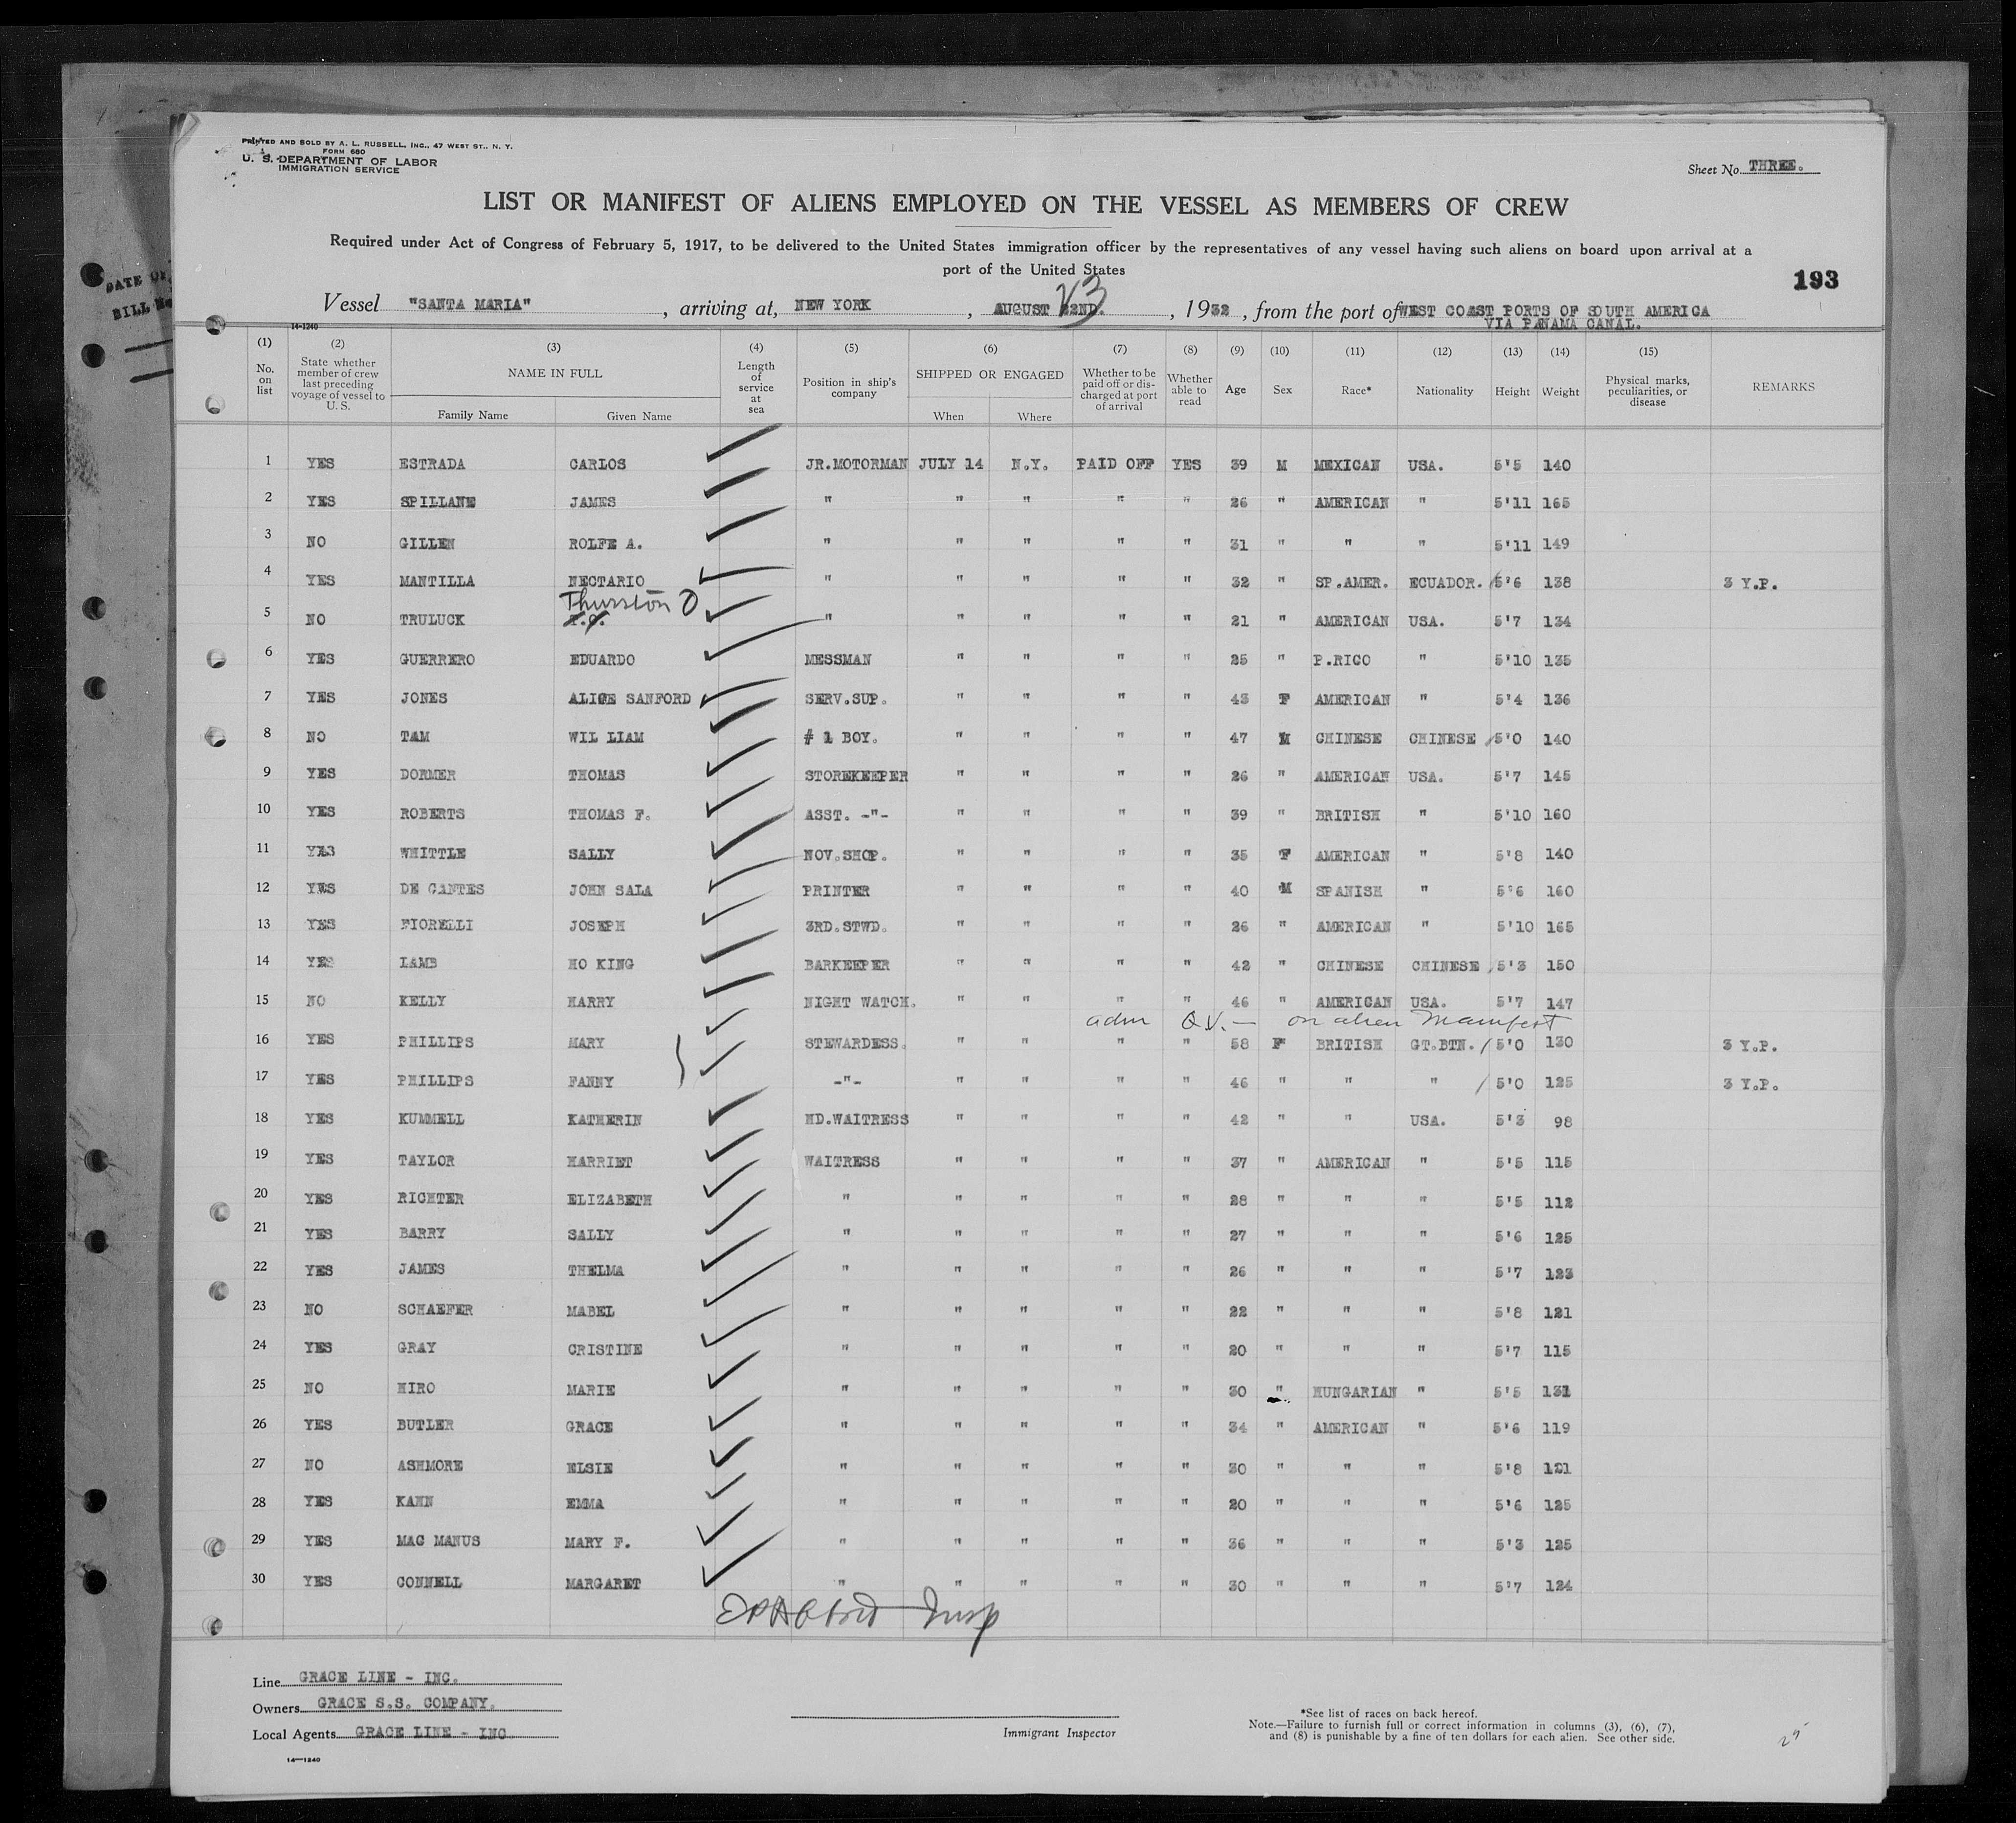 PRINTED AND SOLD BY A. L. RUSSELL, INC., 47 WEST ST., N. Y.
FORM 680
U. S. DEPARTMENT OF LABOR
IMMIGRATION SERVICE
Sheet No. THREE.
LIST OR MANIFEST OF ALIENS EMPLOYED ON THE VESSEL AS MEMBERS OF CREW
Required under Act of Congress of February 5, 1917, to be delivered to the United States immigration officer by the representatives of any vessel having such aliens on board upon arrival at a
port of the United States
193
DATE OF
BILL
Vessel "SANTA MARIA", arriving at, NEW YORK, AUGUST 22ND. 23, 1932, from the port of WEST COAST PORTS OF SOUTH AMERICA
VIA PANAMA CANAL.
14-1240
(1) No. on list (2) State whether member of crew last preceding voyage of vessel to U. S. (3) NAME IN FULL Family Name Given Name (4) Length of service at sea (5) Position in ship's company (6) SHIPPED OR ENGAGED When Where (7) Whether to be paid off or discharged at port of arrival (8) Whether able to read (9) Age (10) Sex (11) Race* (12) Nationality (13) Height (14) Weight (15) Physical marks, peculiarities, or disease REMARKS
1 YES ESTRADA CARLOS JR.MOTORMAN JULY 14 N.Y. PAID OFF YES 39 M MEXICAN USA. 5'5 140
2 YES SPILLANE JAMES " " " " " 26 " AMERICAN " 5'11 165
3 NO GILLEN ROLFE A. " " " " " 31 " " " 5'11 149
4 YES MANTILLA NECTARIO " " " " " 32 " SP.AMER. ECUADOR. 5'6 138 3 Y.P.
Thurston O
5 NO TRULUCK T.O. " " " " " 21 " AMERICAN USA. 5'7 134
6 YES GUERRERO EDUARDO MESSMAN " " " " 25 " P.RICO " 5'10 135
7 YES JONES ALICE SANFORD SERV.SUP. " " " " 43 F AMERICAN " 5'4 136
8 NO TAM WIL LIAM # 1 BOY. " " " " 47 M CHINESE CHINESE 5'0 140
9 YES DORMER THOMAS STOREKEEPER " " " " 26 " AMERICAN USA. 5'7 145
10 YES ROBERTS THOMAS F. ASST. -"- " " " " 39 " BRITISH " 5'10 160
11 YES WHITTLE SALLY NOV.SHOP. " " " " 35 F AMERICAN " 5'8 140
12 YES DE CANTES JOHN SALA PRINTER " " " " 40 M SPANISH " 5'6 160
13 YES FIORELLI JOSEPH 3RD.STWD. " " " " 26 " AMERICAN " 5'10 165
14 YES LAMB HO KING BARKEEPER " " " " 42 " CHINESE CHINESE 5'3 150
15 NO KELLY HARRY NIGHT WATCH. " " " " 46 " AMERICAN USA. 5'7 147
adm Q.V. — on alien Manifest
16 YES PHILLIPS MARY STEWARDESS. " " " " 58 F BRITISH GT.BTN. 5'0 130 3 Y.P.
17 YES PHILLIPS FANNY -"- " " " " 46 " " " 5'0 125 3 Y.P.
18 YES KUMMELL KATHERIN HD.WAITRESS " " " " 42 " " USA. 5'3 98
19 YES TAYLOR HARRIET WAITRESS " " " " 37 " AMERICAN " 5'5 115
20 YES RICHTER ELIZABETH " " " " " 28 " " " 5'5 112
21 YES BARRY SALLY " " " " " 27 " " " 5'6 125
22 YES JAMES THELMA " " " " " 26 " " " 5'7 123
23 NO SCHAEFER MABEL " " " " " 22 " " " 5'8 121
24 YES GRAY CRISTINE " " " " " 20 " " " 5'7 115
25 NO HIRO MARIE " " " " " 30 " HUNGARIAN " 5'5 131
26 YES BUTLER GRACE " " " " " 34 " AMERICAN " 5'6 119
27 NO ASHMORE ELSIE " " " " " 30 " " " 5'8 121
28 YES KAHN EMMA " " " " " 20 " " " 5'6 125
29 YES MAC MANUS MARY F. " " " " " 36 " " " 5'3 125
30 YES CONNELL MARGARET " " " " " 30 " " " 5'7 124
Insp
Line GRACE LINE - INC.
Owners GRACE S.S. COMPANY.
Local Agents GRACE LINE - INC
14—1240
Immigrant Inspector
*See list of races on back hereof.
Note.—Failure to furnish full or correct information in columns (3), (6), (7),
and (8) is punishable by a fine of ten dollars for each alien. See other side.